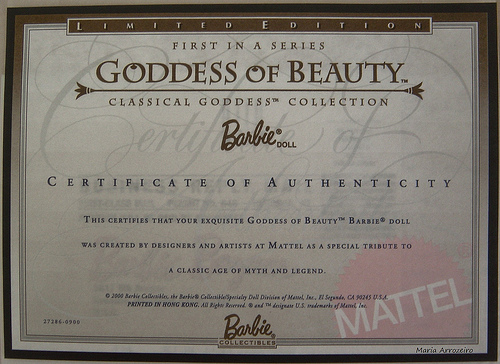 LIMITED EDITION
FIRST IN A SERIES
GODDESS OF BEAUTY™
CLASSICAL GODDESS™ COLLECTION
Certificate of
Barbie® DOLL
CERTIFICATE OF AUTHENTICITY
THIS CERTIFIES THAT YOUR EXQUISITE GODDESS OF BEAUTY™ BARBIE® DOLL
WAS CREATED BY DESIGNERS AND ARTISTS AT MATTEL AS A SPECIAL TRIBUTE TO
A CLASSIC AGE OF MYTH AND LEGEND.
© 2000 Barbie Collectibles, the Barbie® Collectible/Specialty Doll Division of Mattel, Inc., El Segundo, CA 90245 U.S.A.
PRINTED IN HONG KONG. All Rights Reserved. ® and ™ designate U.S. trademarks of Mattel, Inc.
MATTEL
27286-0900
Barbie
COLLECTIBLES
Maria Arrozeiro